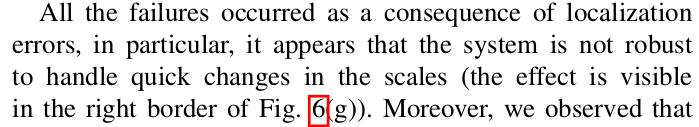 All the failures occurred as a consequence of localization
errors, in particular, it appears that the system is not robust
to handle quick changes in the scales (the effect is visible
in the right border of Fig. 6(g)). Moreover, we observed that